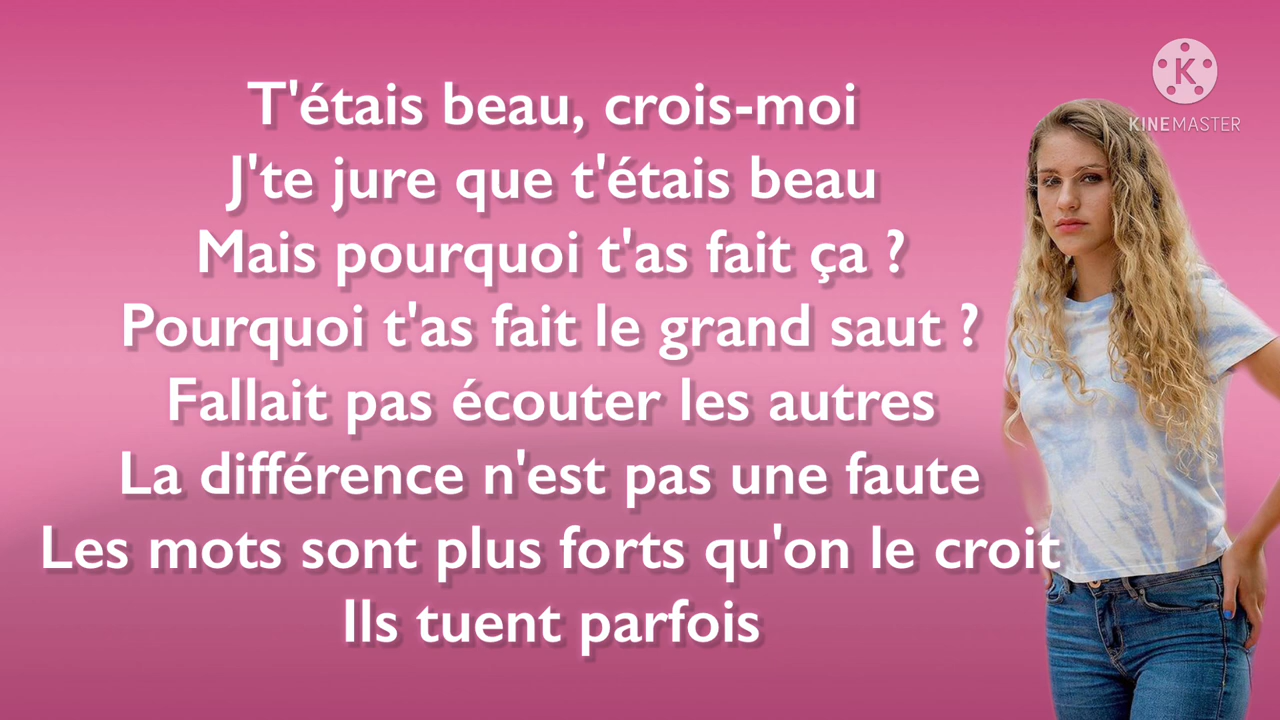 T'étais beau, crois-moi
J'te jure que t'étais beau
Mais pourquoi t'as fait ça ?
Pourquoi t'as fait le grand saut ?
Fallait pas écouter les autres
La différence n'est pas une faute
Les mots sont plus forts qu'on le croit
Ils tuent parfois
K
KINEMASTER